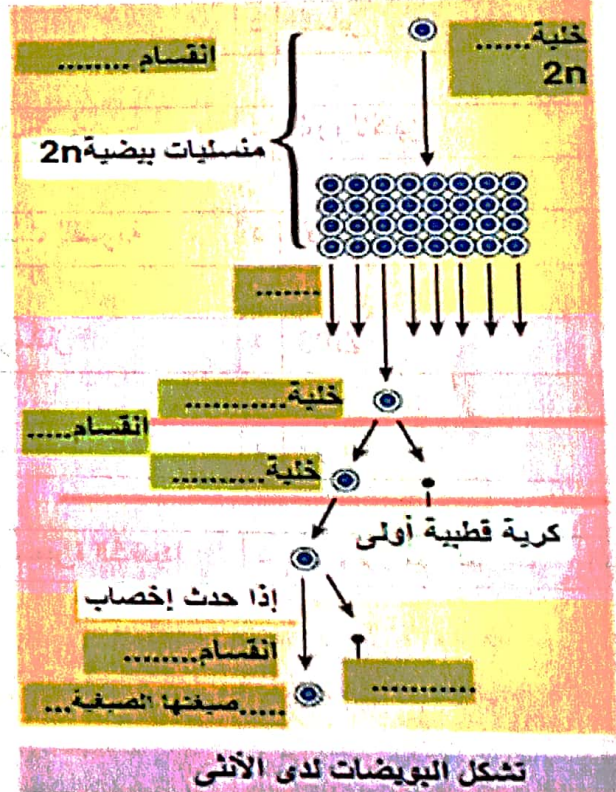 خلية......
2n
انقسام ........
منسليات بيضية2n
........
خلية...........
انقسام.....
خلية..........
كرية قطبية أولى
إذا حدث إخصاب
انقسام........
...........
.....صبغتها الصبغية...
تشكل البويضات لدى الأنثى